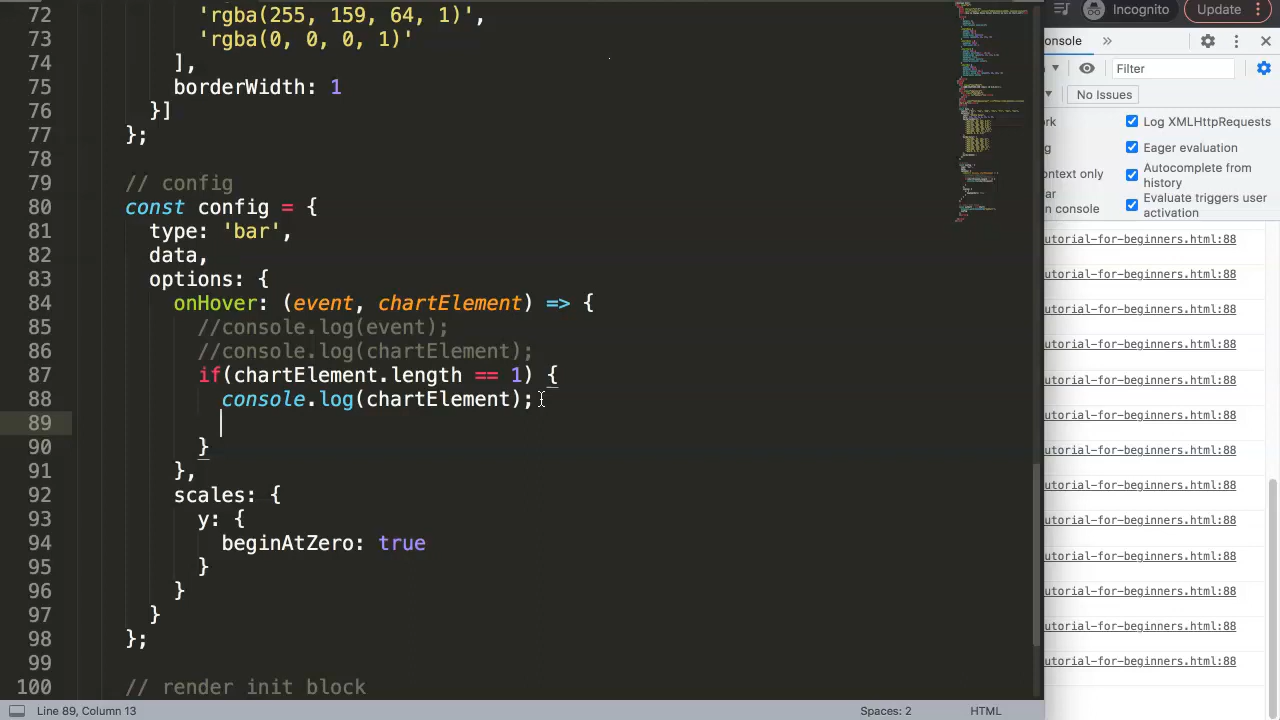 72 'rgba(255, 159, 64, 1)',
73 'rgba(0, 0, 0, 1)'
74 ],
75 borderWidth: 1
76 }]
77 };
78
79 // config
80 const config = {
81 type: 'bar',
82 data,
83 options: {
84 onHover: (event, chartElement) => {
85 //console.log(event);
86 //console.log(chartElement);
87 if(chartElement.length == 1) {
88 console.log(chartElement);
89
90 }
91 },
92 scales: {
93 y: {
94 beginAtZero: true
95 }
96 }
97 }
98 };
99
100 // render init block
Line 89, Column 13 Spaces: 2 HTML
Incognito Update
onsole »
Filter
No Issues
rk Log XMLHttpRequests
g Eager evaluation
ontext only Autocomplete from
history
ar Evaluate triggers user
n console activation
utorial-for-beginners.html:88
utorial-for-beginners.html:88
utorial-for-beginners.html:88
utorial-for-beginners.html:88
utorial-for-beginners.html:88
utorial-for-beginners.html:88
utorial-for-beginners.html:88
utorial-for-beginners.html:88
utorial-for-beginners.html:88
utorial-for-beginners.html:88
utorial-for-beginners.html:88
utorial-for-beginners.html:88
utorial-for-beginners.html:88